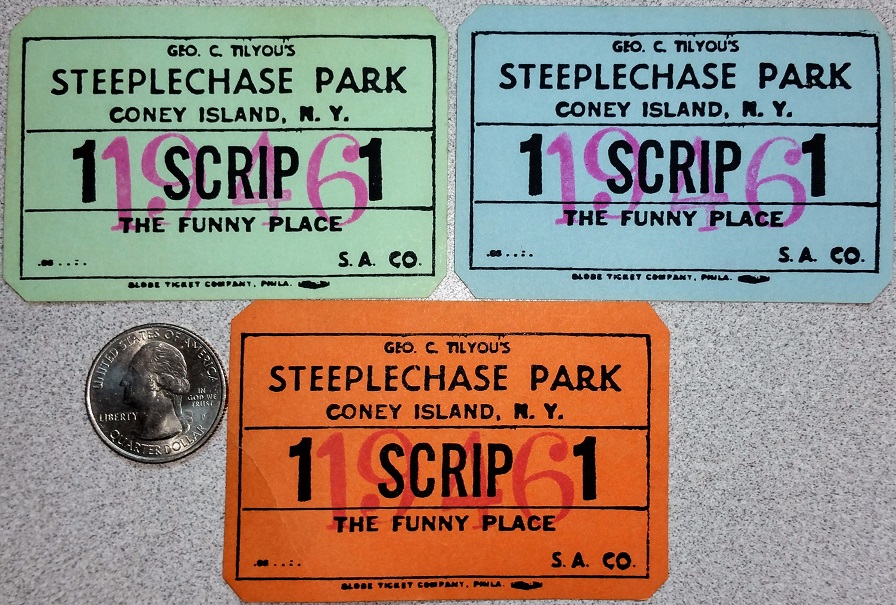 GEO. C. TILYOU'S
STEEPLECHASE PARK
CONEY ISLAND, N. Y.
1 SCRIP 1
1946
THE FUNNY PLACE
S. A. CO.
GLOBE TICKET COMPANY, PHILA.
GEO. C. TILYOU'S
STEEPLECHASE PARK
CONEY ISLAND, N. Y.
1 SCRIP 1
1946
THE FUNNY PLACE
S. A. CO.
GLOBE TICKET COMPANY, PHILA.
UNITED STATES OF AMERICA
LIBERTY
IN
GOD WE
TRUST
QUARTER DOLLAR
GEO. C. TILYOU'S
STEEPLECHASE PARK
CONEY ISLAND, N. Y.
1 SCRIP 1
1946
THE FUNNY PLACE
S. A. CO.
GLOBE TICKET COMPANY, PHILA.